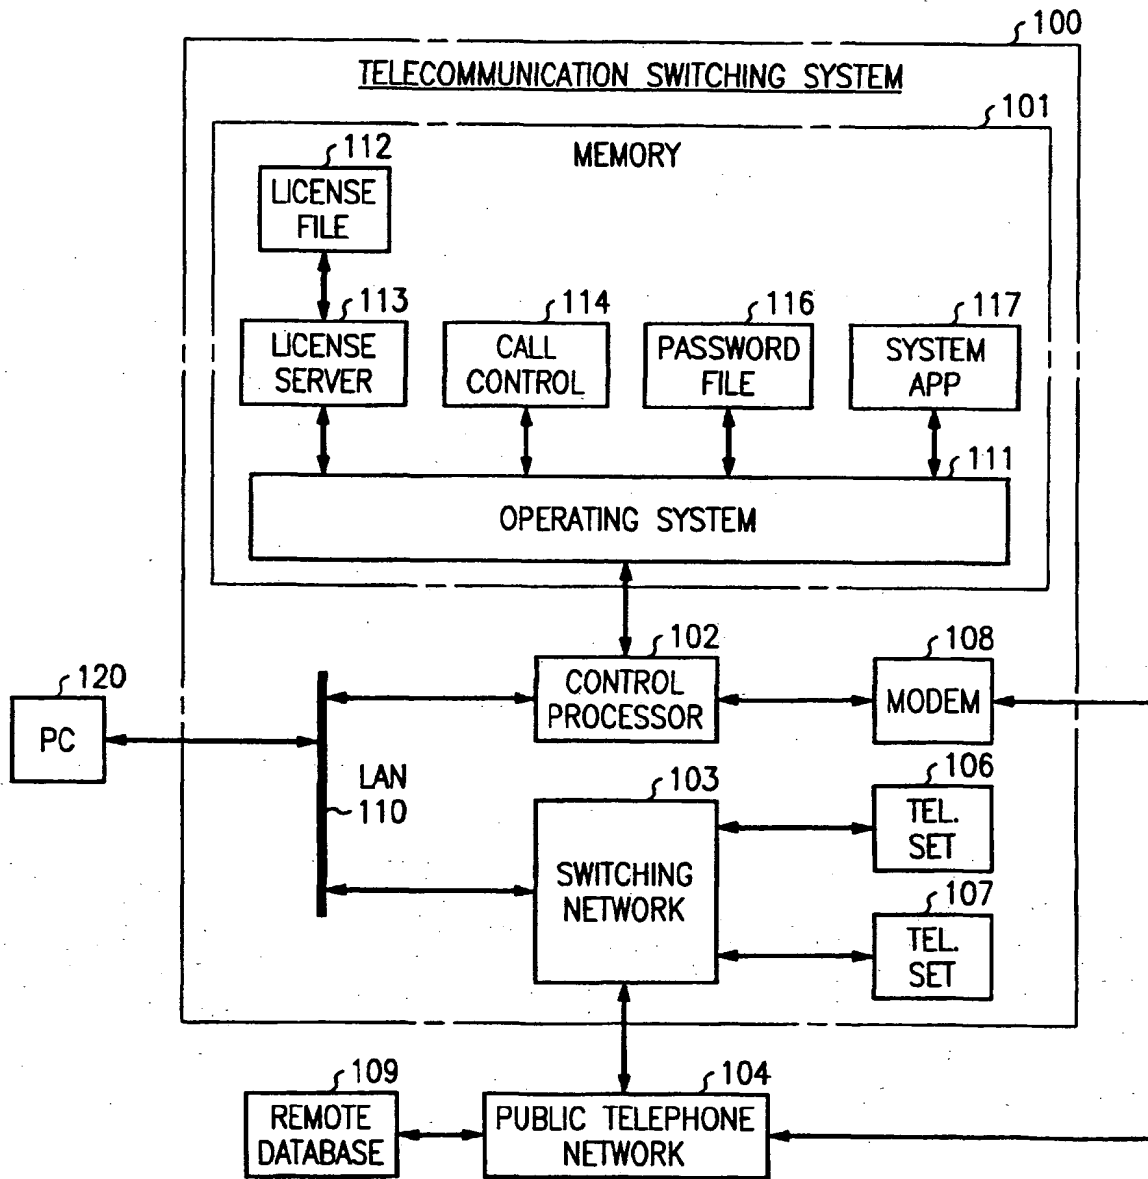 100
TELECOMMUNICATION SWITCHING SYSTEM
101
MEMORY
112
LICENSE
FILE
113
LICENSE
SERVER
114
CALL
CONTROL
116
PASSWORD
FILE
117
SYSTEM
APP
111
OPERATING SYSTEM
102
CONTROL
PROCESSOR
108
MODEM
120
PC
LAN
110
103
SWITCHING
NETWORK
106
TEL.
SET
107
TEL.
SET
109
REMOTE
DATABASE
104
PUBLIC TELEPHONE
NETWORK